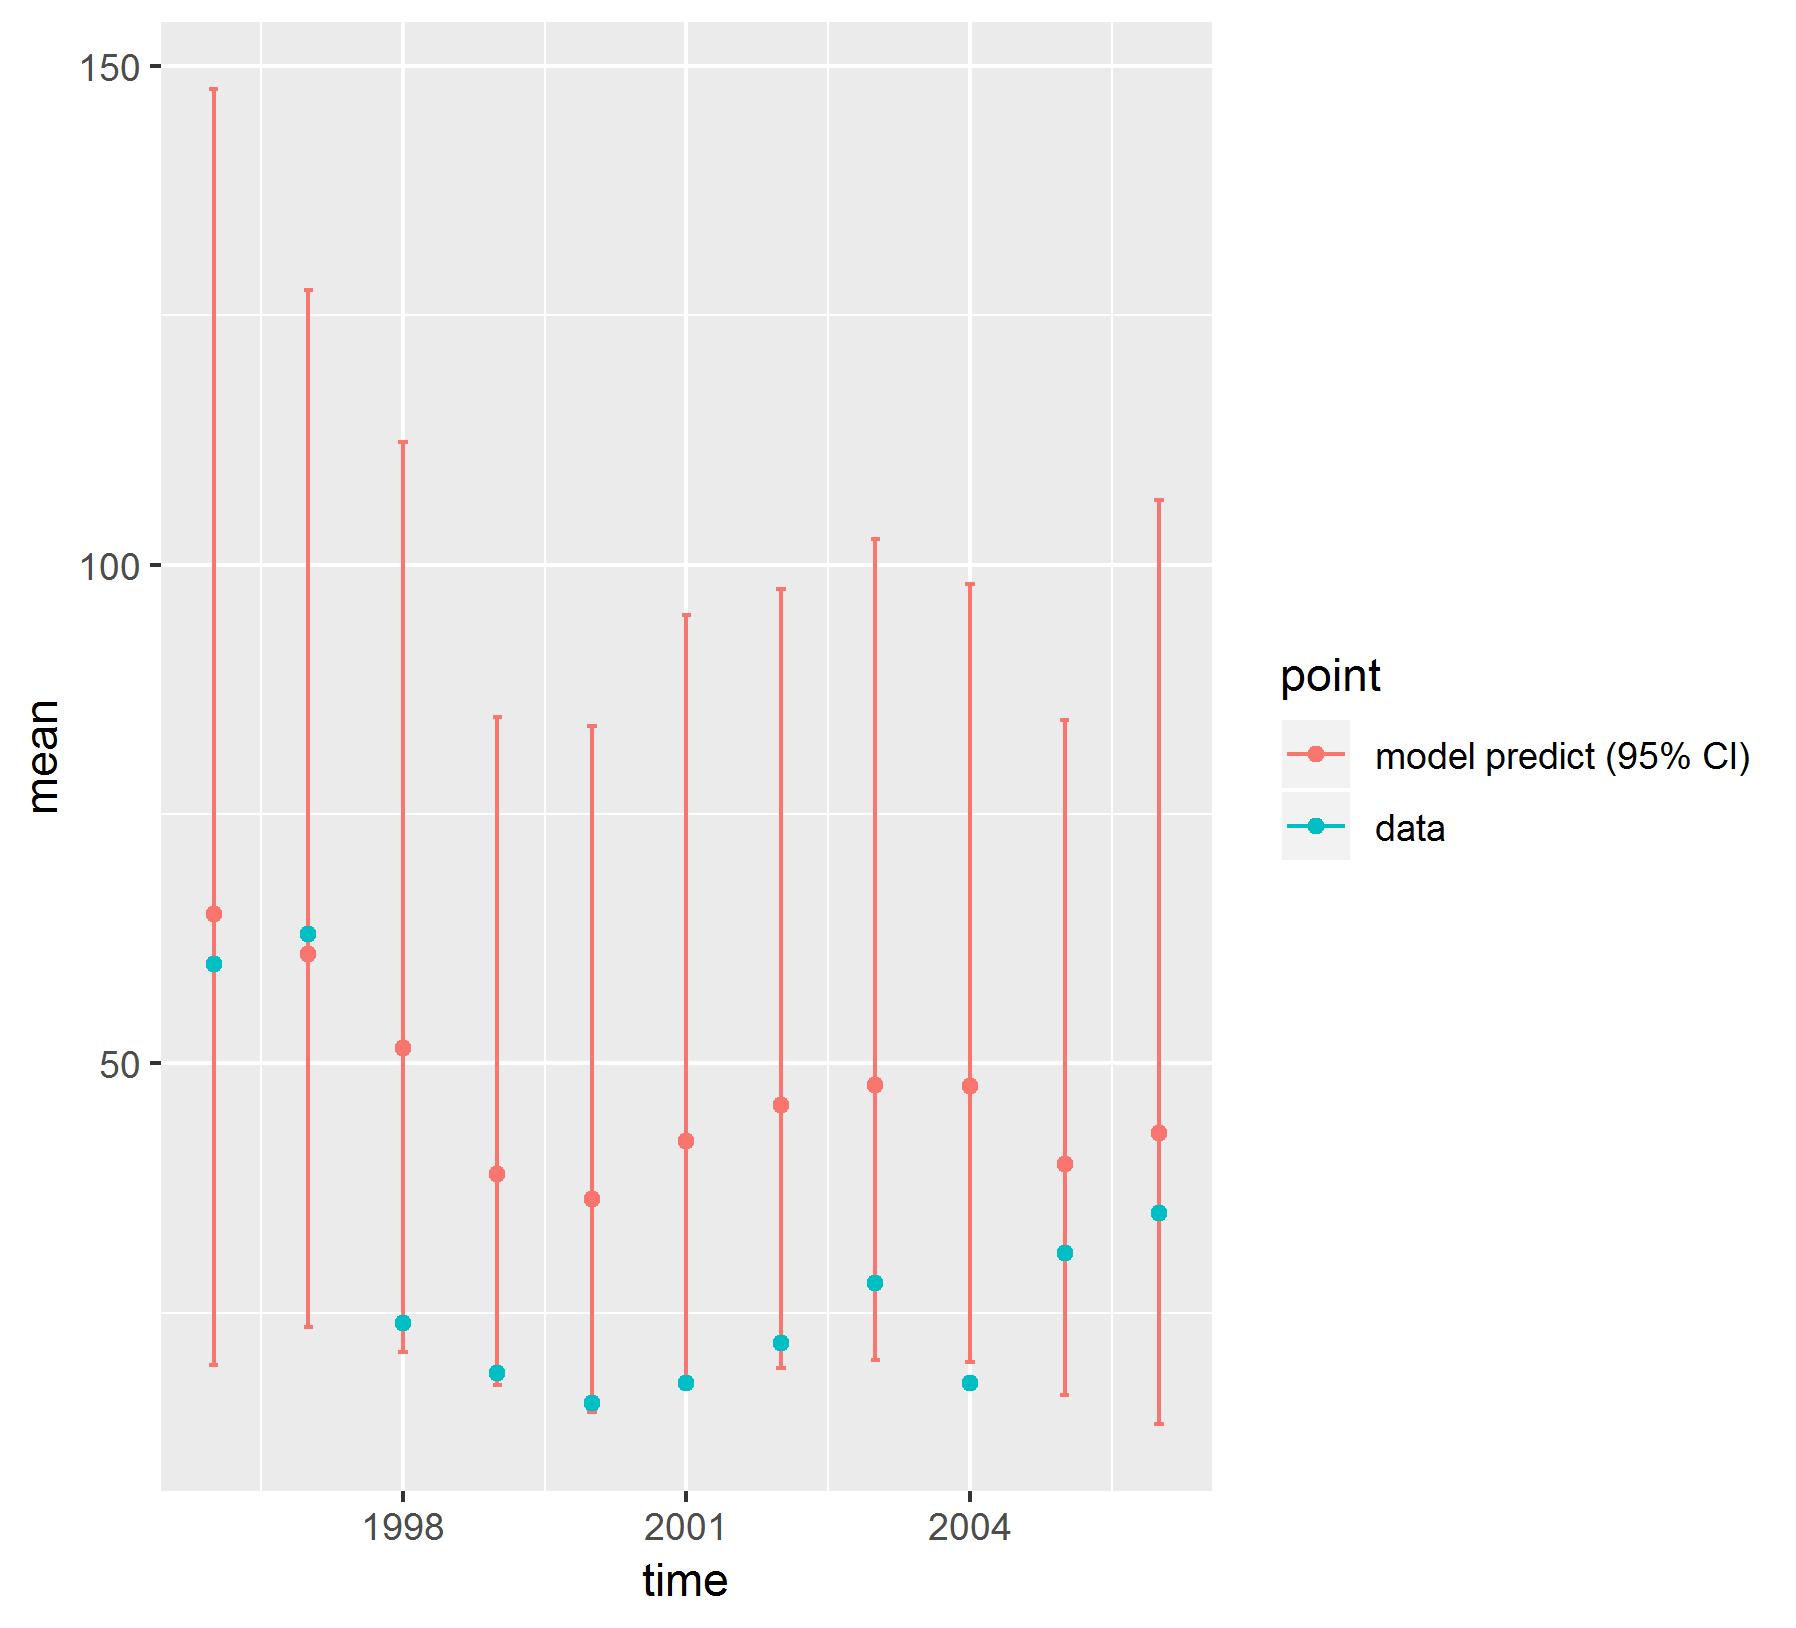 150
100
50
mean
1998
2001
2004
time
point
model predict (95% CI)
data